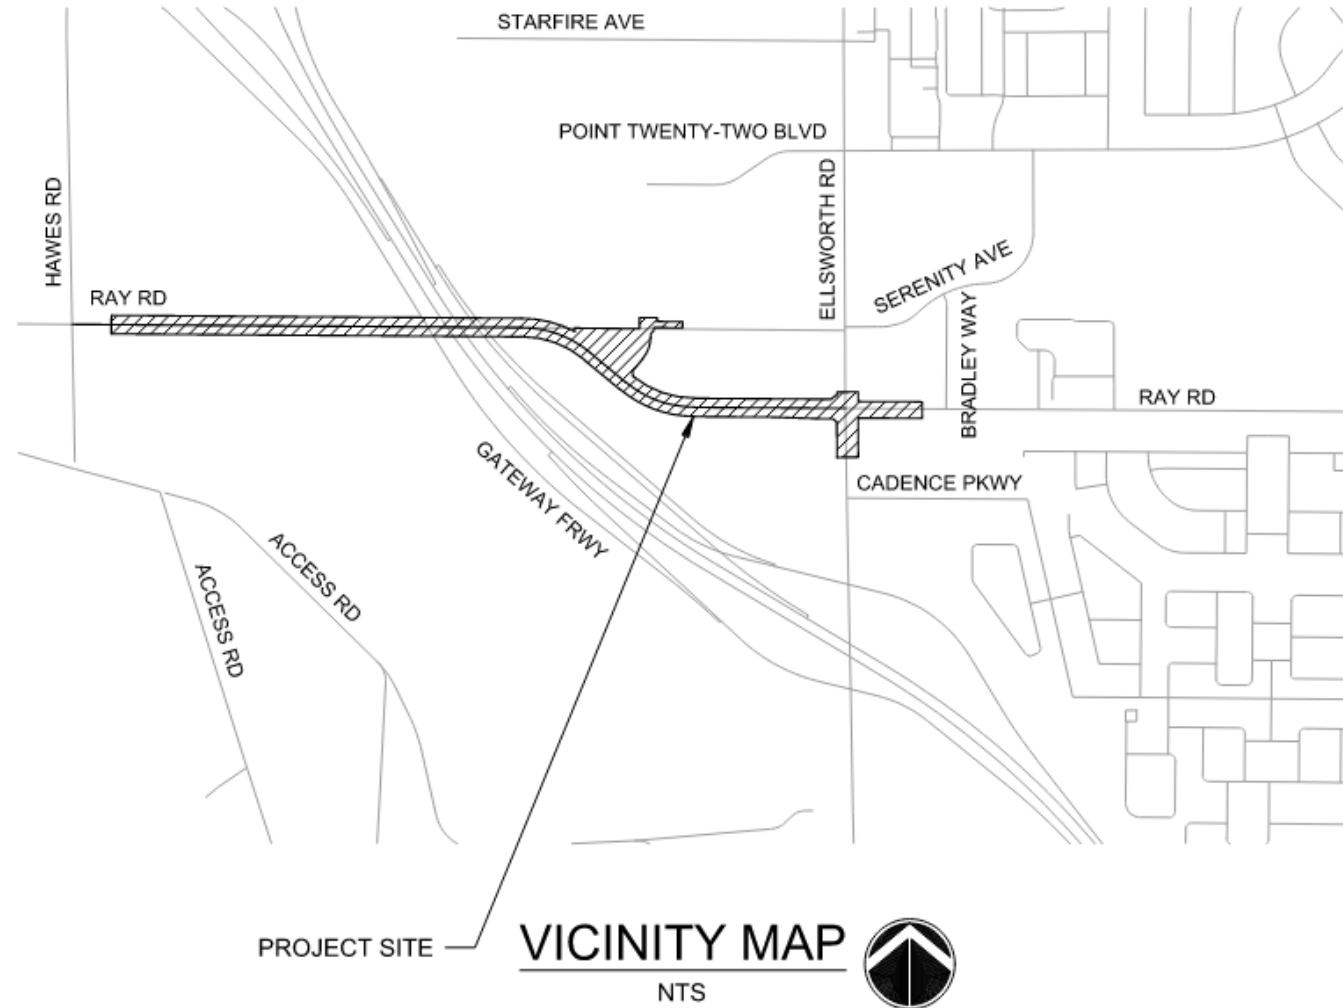 STARFIRE AVE
POINT TWENTY-TWO BLVD
HAWES RD
ELLSWORTH RD
SERENITY AVE
RAY RD
BRADLEY WAY
RAY RD
GATEWAY FRWY
CADENCE PKWY
ACCESS RD
ACCESS RD
PROJECT SITE
VICINITY MAP
NTS